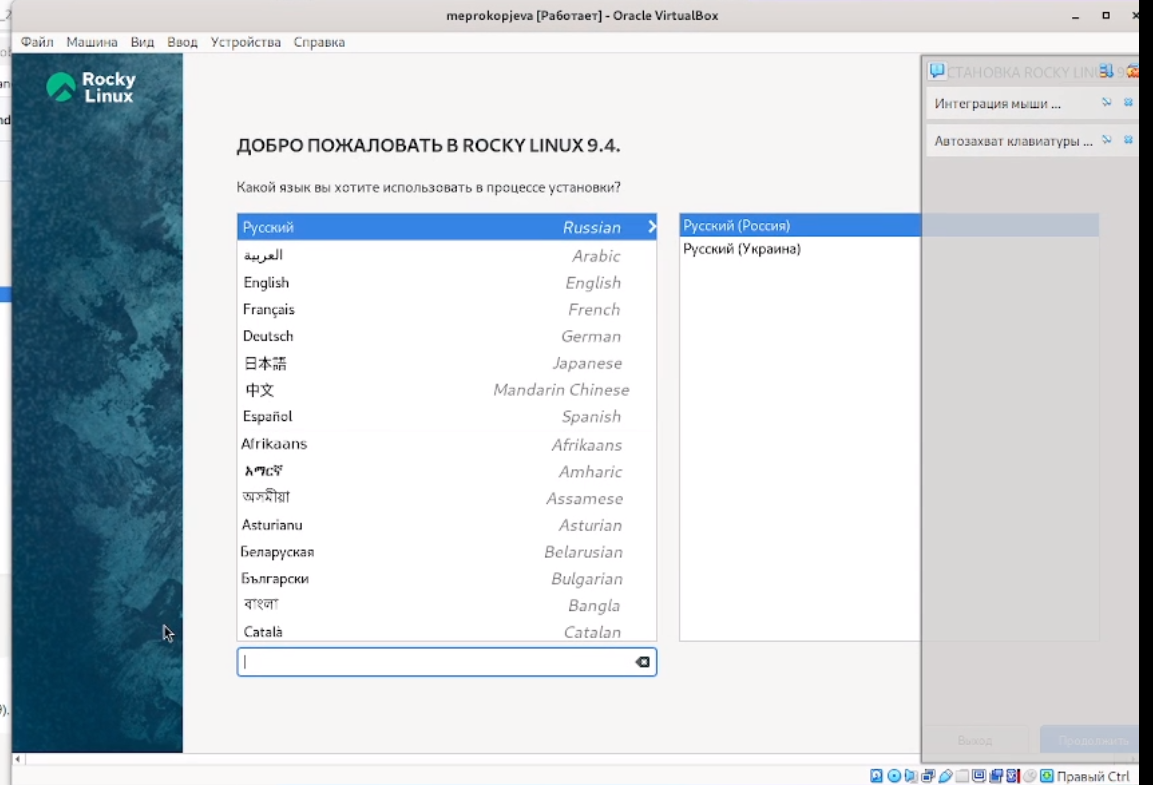 meprokopjeva [Работает] - Oracle VirtualBox
Файл Машина Вид Ввод Устройства Справка
Rocky
Linux
СТАНОВКА ROCKY LIN
Интеграция мыши ...
Автозахват клавиатуры ...
ДОБРО ПОЖАЛОВАТЬ В ROCKY LINUX 9.4.
Какой язык вы хотите использовать в процессе установки?
Русский Russian
العربية Arabic
English English
Français French
Deutsch German
日本語 Japanese
中文 Mandarin Chinese
Español Spanish
Afrikaans Afrikaans
አማርኛ Amharic
অসমীয়া Assamese
Asturianu Asturian
Беларуская Belarusian
Български Bulgarian
বাংলা Bangla
Català Catalan
Русский (Россия)
Русский (Украина)
Выход Продолжить
Правый Ctrl